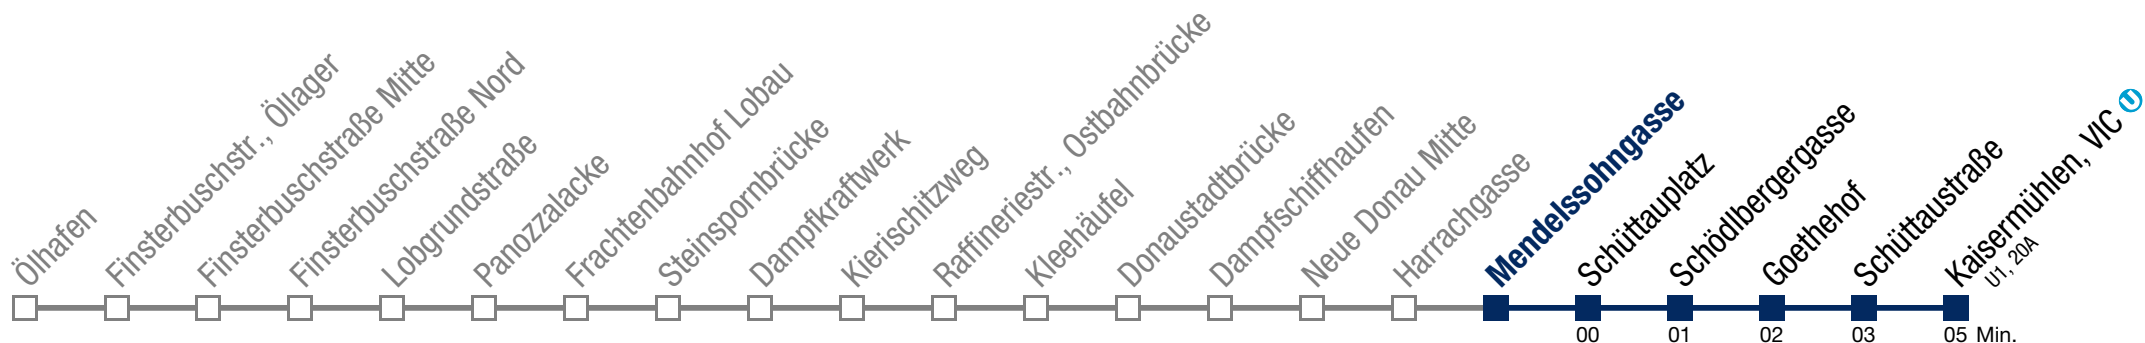 Ölhafen
Finsterbuschstr., Öllager
Finsterbuschstraße Mitte
Finsterbuschstraße Nord
Lobgrundstraße
Panozzalacke
Frachtenbahnhof Lobau
Steinspornbrücke
Dampfkraftwerk
Kierischitzweg
Raffineriestr., Ostbahnbrücke
Kleehäufel
Donaustadtbrücke
Dampfschiffhaufen
Neue Donau Mitte
Harrachgasse
Mendelssohngasse
Schüttauplatz
Schödlbergergasse
Goethehof
Schüttaustraße
Kaisermühlen, VIC U
U1, 20A
00 01 02 03 05 Min.